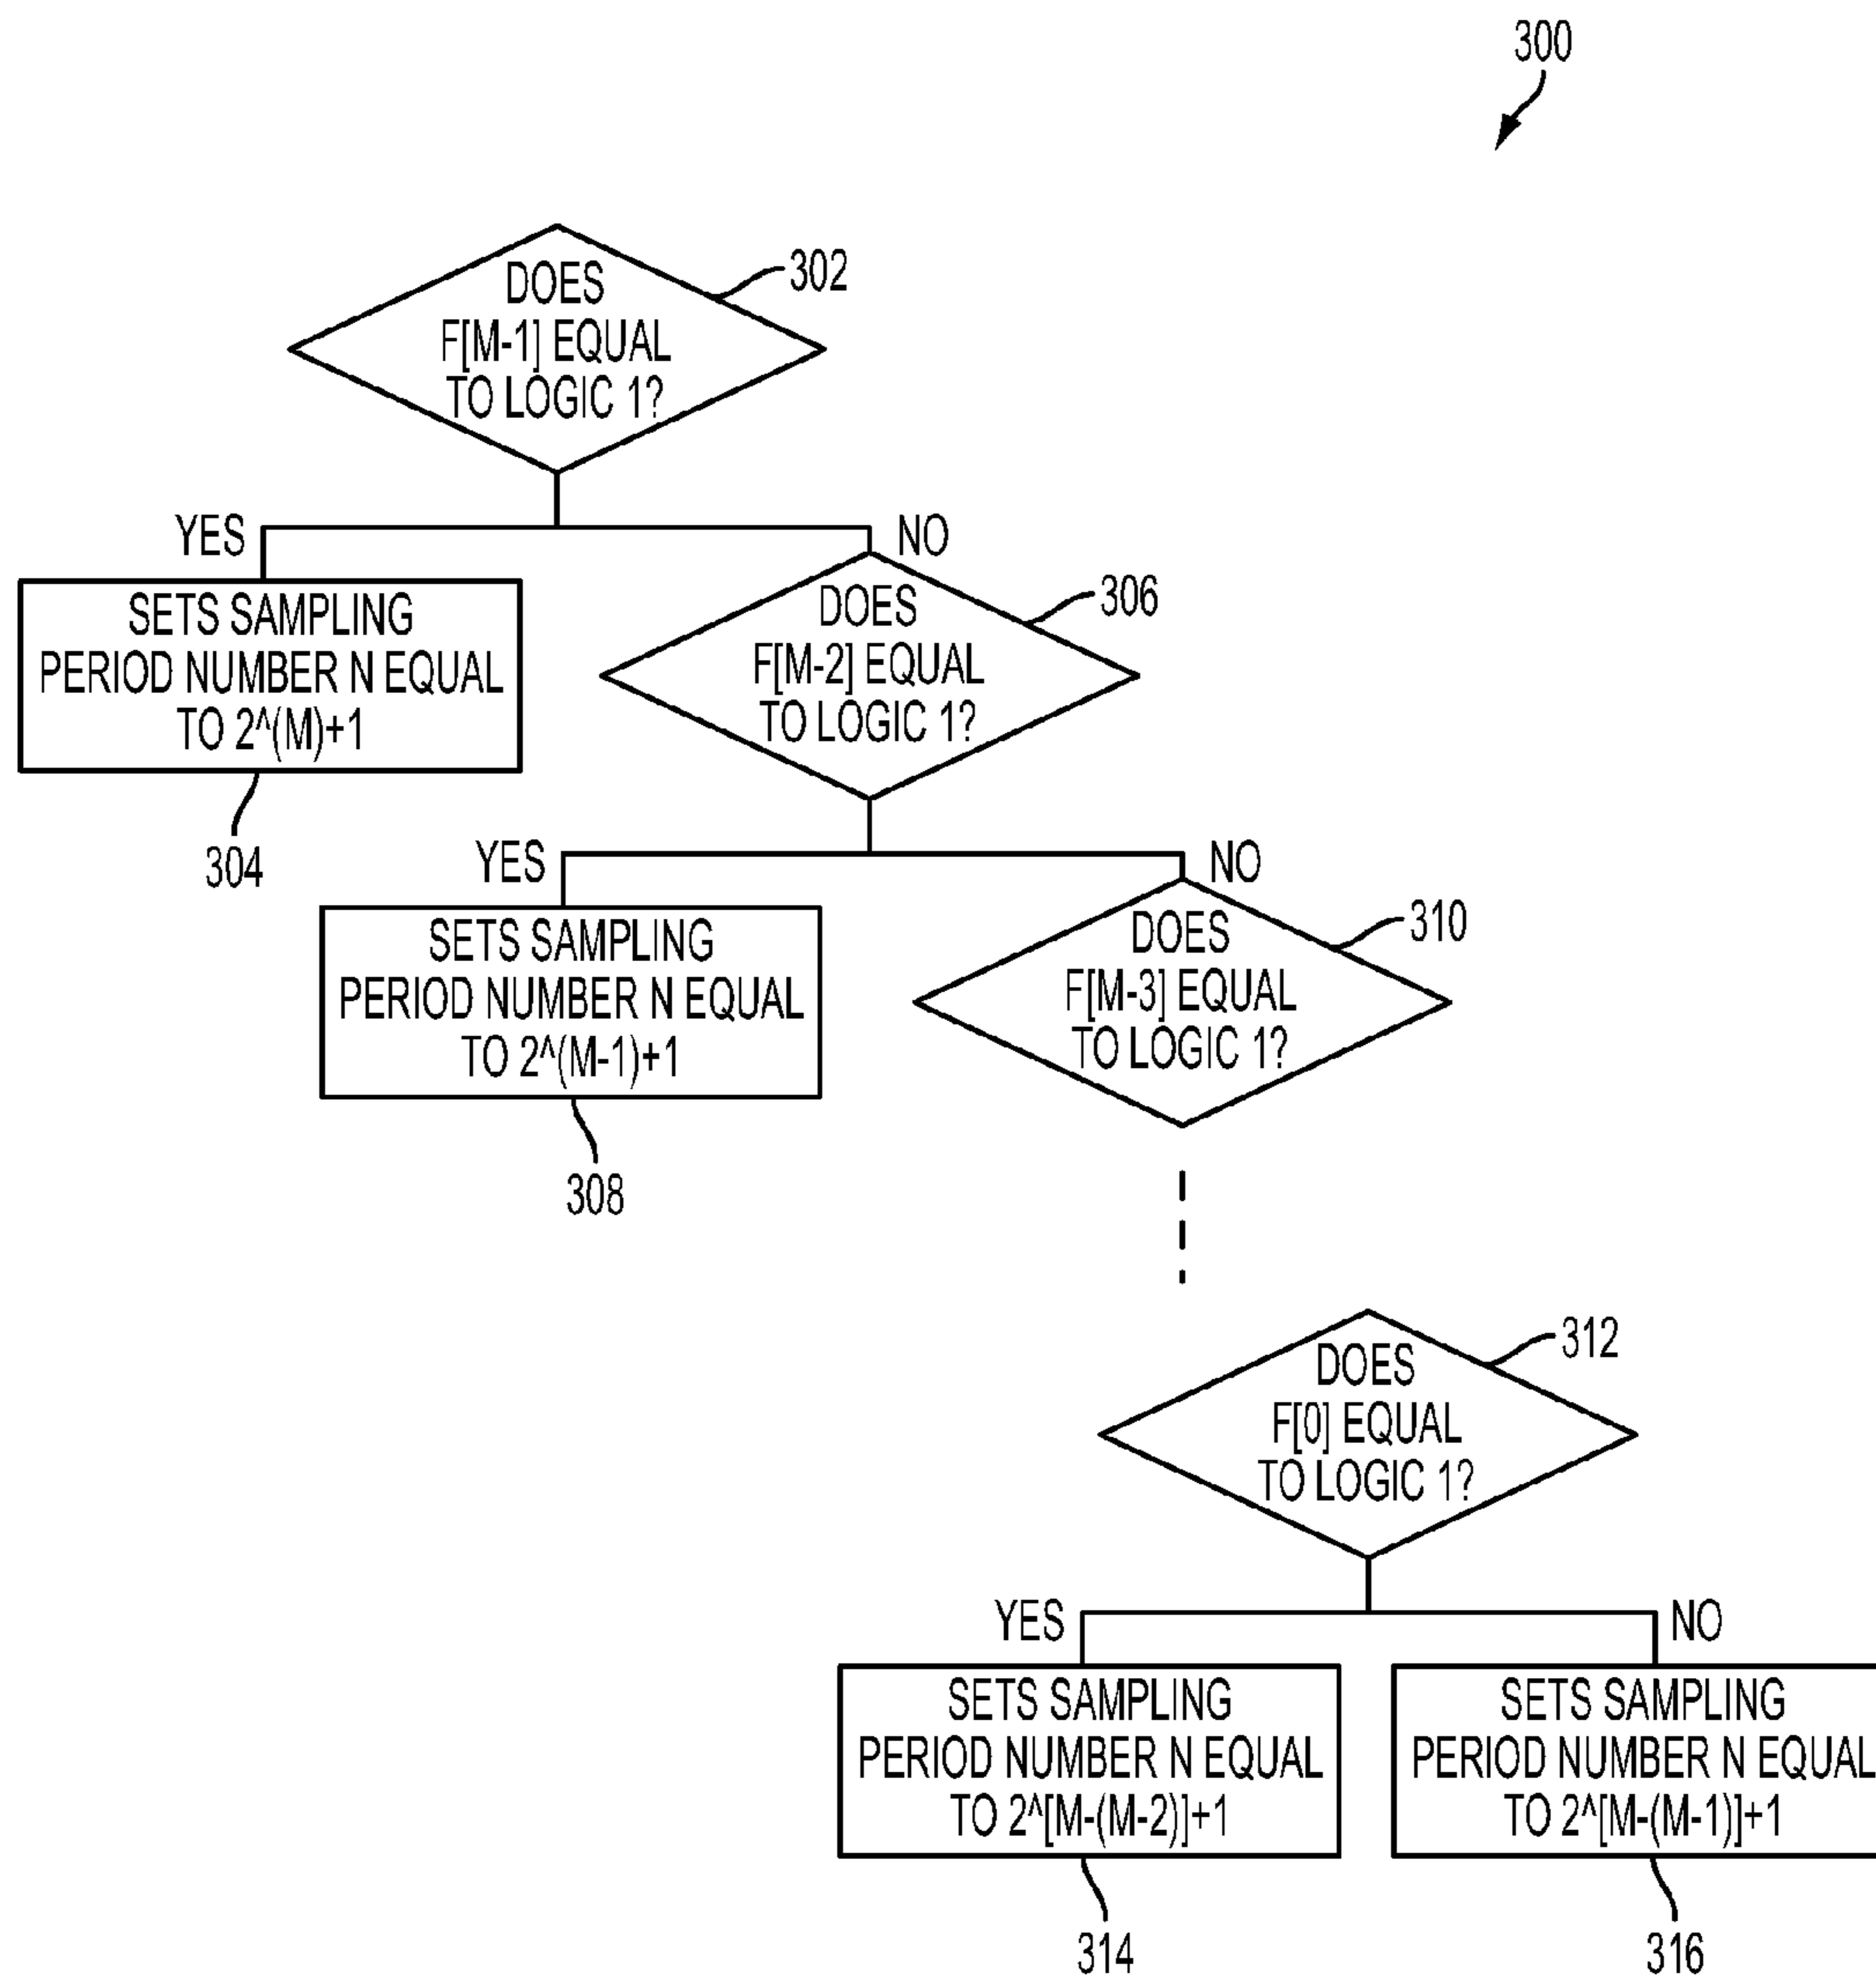 300
302
DOES
F[M-1] EQUAL
TO LOGIC 1?
YES
NO
SETS SAMPLING
PERIOD NUMBER N EQUAL
TO 2^(M)+1
304
306
DOES
F[M-2] EQUAL
TO LOGIC 1?
YES
NO
SETS SAMPLING
PERIOD NUMBER N EQUAL
TO 2^(M-1)+1
308
310
DOES
F[M-3] EQUAL
TO LOGIC 1?
312
DOES
F[0] EQUAL
TO LOGIC 1?
YES
NO
SETS SAMPLING
PERIOD NUMBER N EQUAL
TO 2^[M-(M-2)]+1
314
SETS SAMPLING
PERIOD NUMBER N EQUAL
TO 2^[M-(M-1)]+1
316